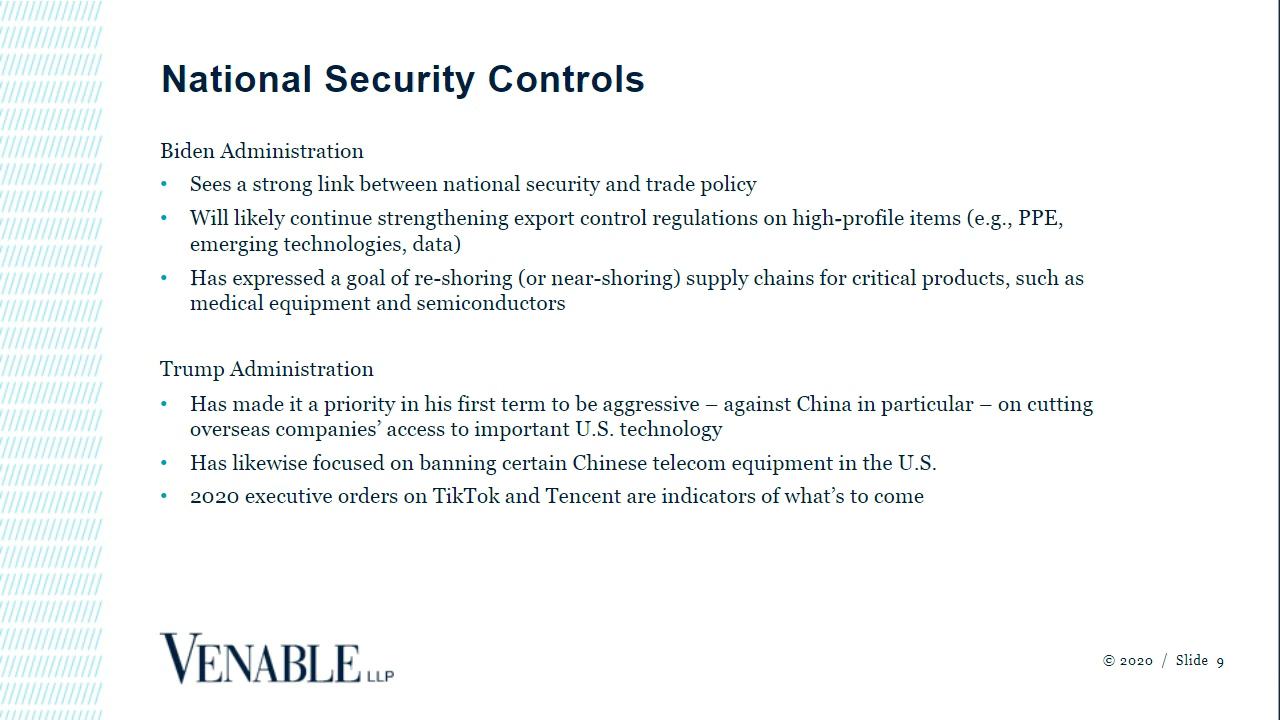 National Security Controls
Biden Administration
• Sees a strong link between national security and trade policy
• Will likely continue strengthening export control regulations on high-profile items (e.g., PPE,
emerging technologies, data)
• Has expressed a goal of re-shoring (or near-shoring) supply chains for critical products, such as
medical equipment and semiconductors
Trump Administration
• Has made it a priority in his first term to be aggressive – against China in particular – on cutting
overseas companies’ access to important U.S. technology
• Has likewise focused on banning certain Chinese telecom equipment in the U.S.
• 2020 executive orders on TikTok and Tencent are indicators of what’s to come
VENABLE LLP
© 2020 / Slide 9